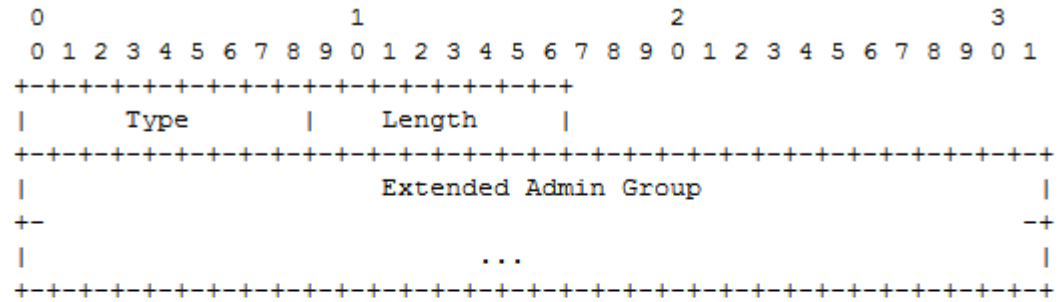 0                   1                   2                   3
 0 1 2 3 4 5 6 7 8 9 0 1 2 3 4 5 6 7 8 9 0 1 2 3 4 5 6 7 8 9 0 1
+-+-+-+-+-+-+-+-+-+-+-+-+-+-+-+-+-+
|      Type       |    Length     |
+-+-+-+-+-+-+-+-+-+-+-+-+-+-+-+-+-+-+-+-+-+-+-+-+-+-+-+-+-+-+-+-+
|                      Extended Admin Group                     |
+-                                                             -+
|                            ...                                |
+-+-+-+-+-+-+-+-+-+-+-+-+-+-+-+-+-+-+-+-+-+-+-+-+-+-+-+-+-+-+-+-+